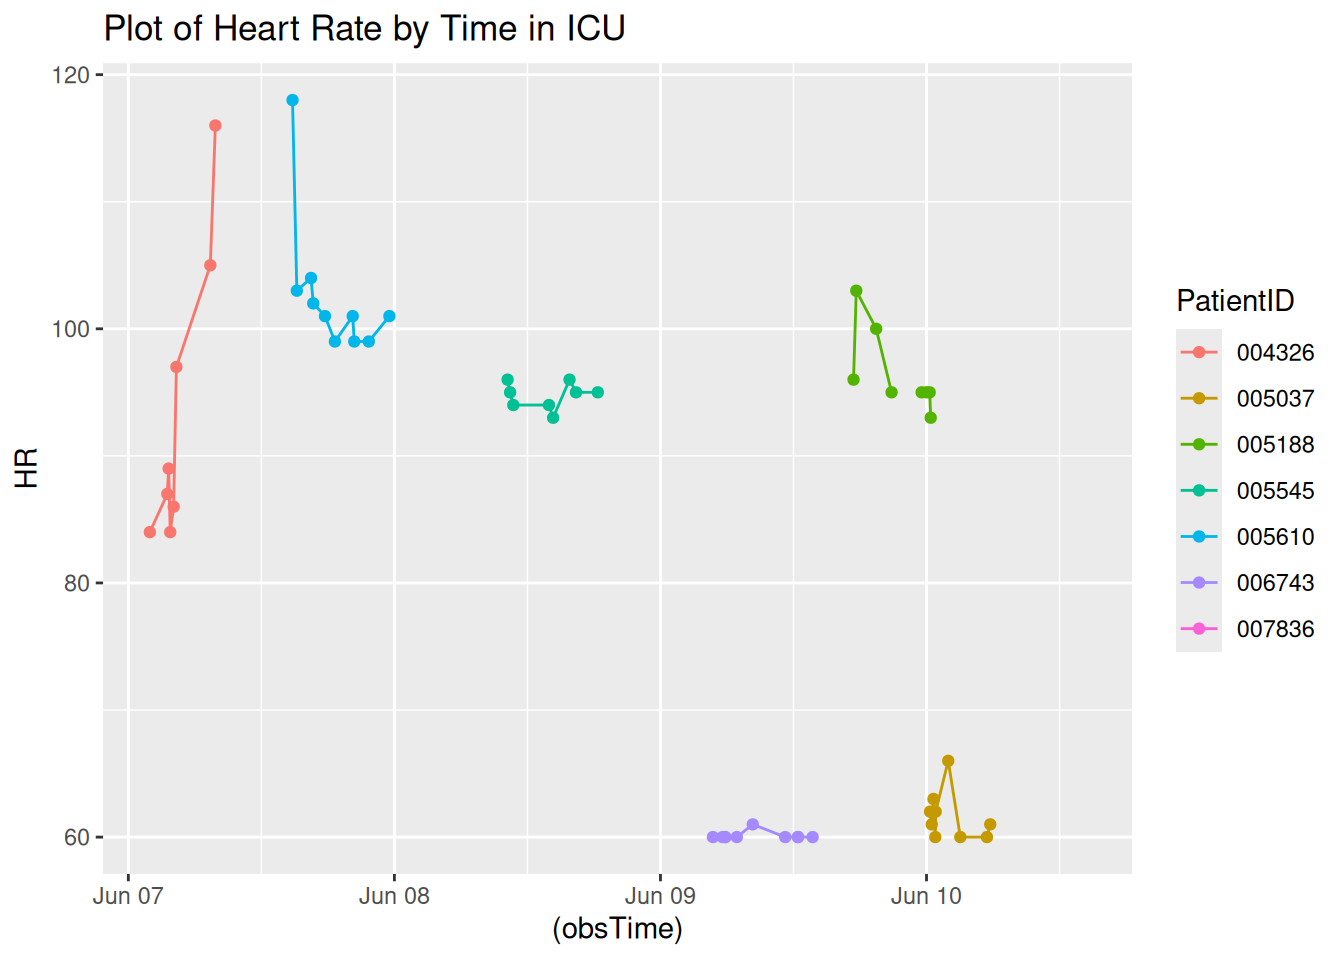 Plot of Heart Rate by Time in ICU
120
100
80
60
HR
Jun 07
Jun 08
Jun 09
Jun 10
(obsTime)
PatientID
004326
005037
005188
005545
005610
006743
007836